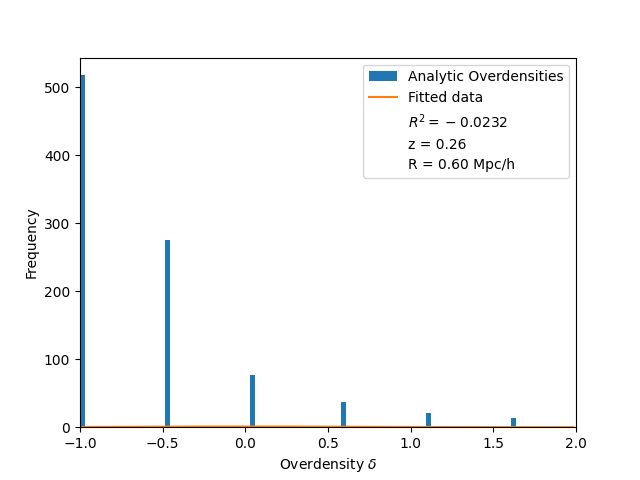 Analytic Overdensities
Fitted data
R² = −0.0232
z = 0.26
R = 0.60 Mpc/h
500
400
300
200
100
0
Frequency
−1.0 −0.5 0.0 0.5 1.0 1.5 2.0
Overdensity δ